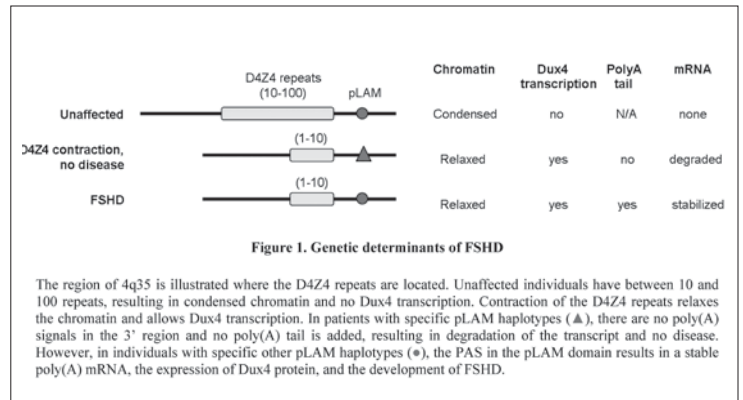 Chromatin Dux4 transcription PolyA tail mRNA
D4Z4 repeats (10-100) pLAM
Unaffected Condensed no N/A none
(1-10)
D4Z4 contraction, no disease Relaxed yes no degraded
(1-10)
FSHD Relaxed yes yes stabilized
Figure 1. Genetic determinants of FSHD
The region of 4q35 is illustrated where the D4Z4 repeats are located. Unaffected individuals have between 10 and
100 repeats, resulting in condensed chromatin and no Dux4 transcription. Contraction of the D4Z4 repeats relaxes
the chromatin and allows Dux4 transcription. In patients with specific pLAM haplotypes (▲), there are no poly(A)
signals in the 3' region and no poly(A) tail is added, resulting in degradation of the transcript and no disease.
However, in individuals with specific other pLAM haplotypes (●), the PAS in the pLAM domain results in a stable
poly(A) mRNA, the expression of Dux4 protein, and the development of FSHD.